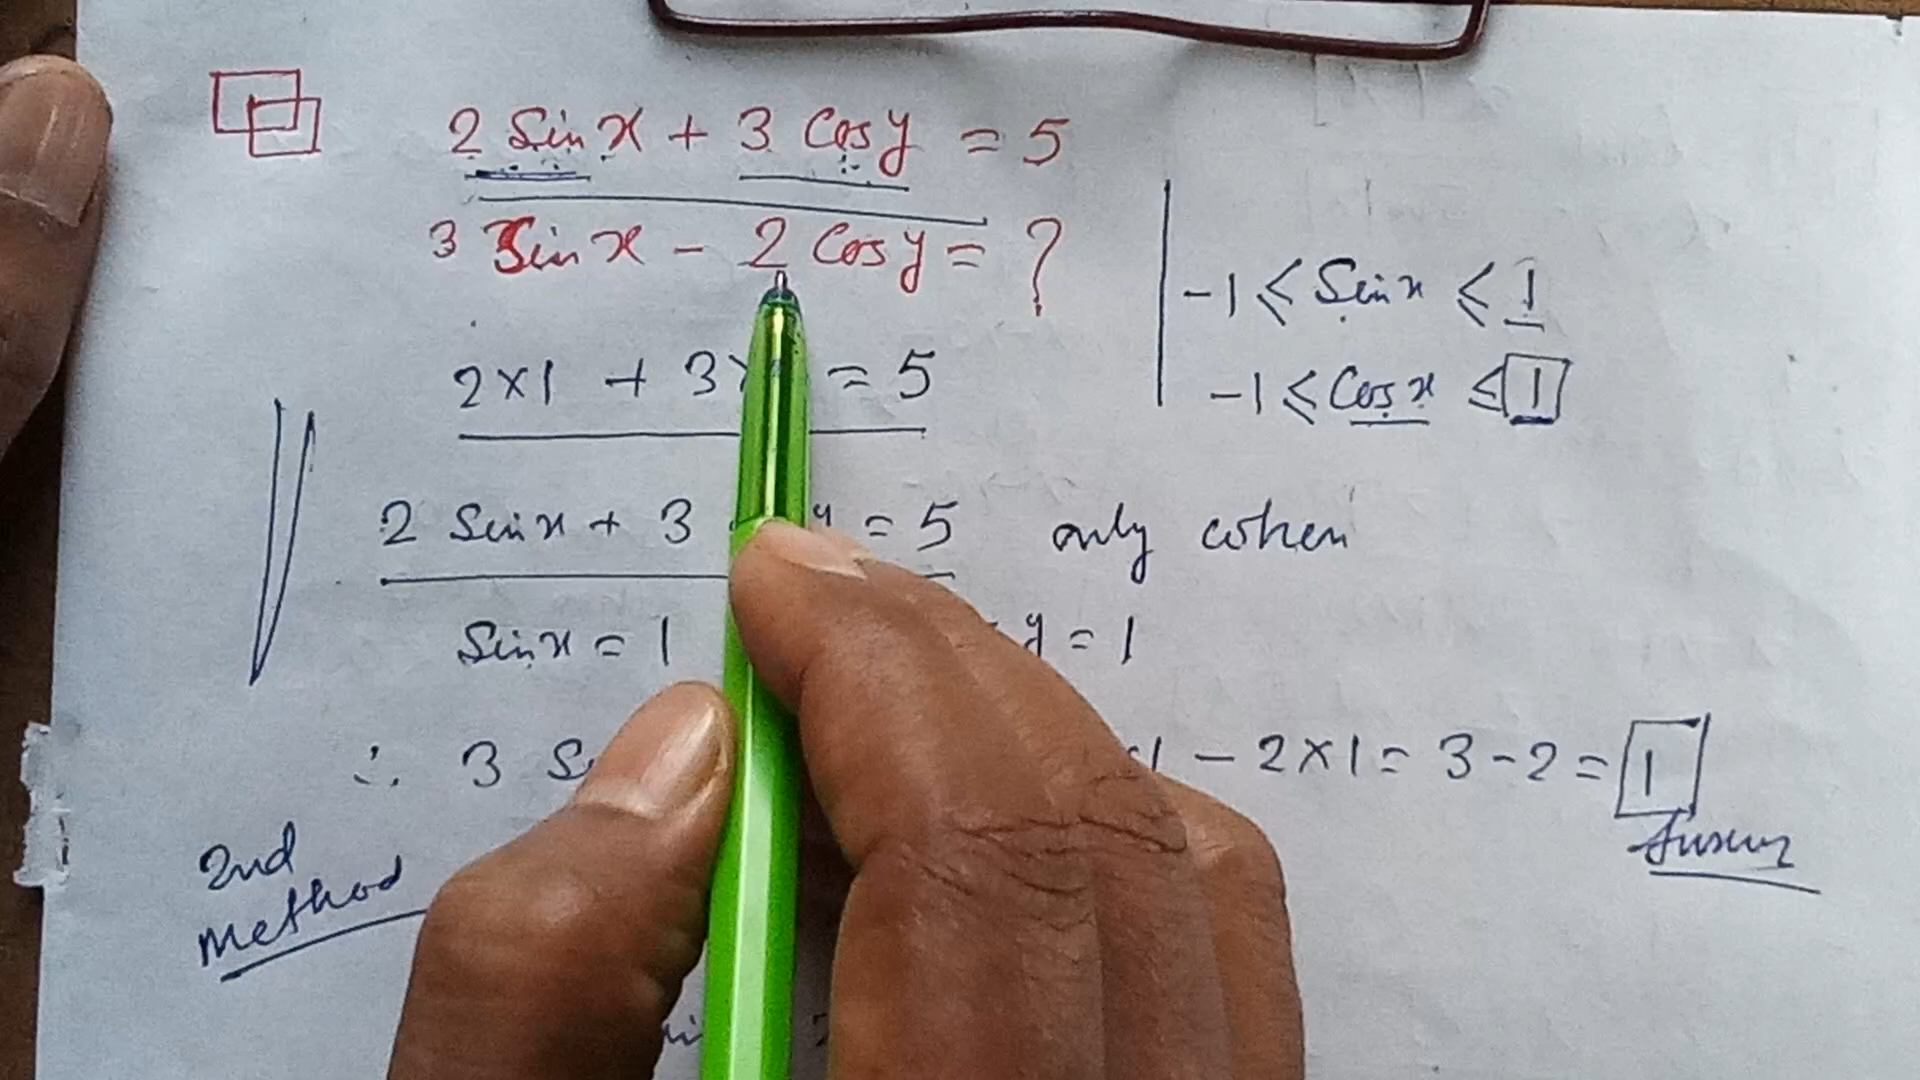 2 Sin x + 3 Cos y = 5
3 Sin x - 2 Cos y = ?
-1 ≤ Sin x ≤ 1
-1 ≤ Cos x ≤ 1
2×1 + 3× = 5
2 Sin x + 3 y = 5 only when
Sin x = 1 y = 1
∴ 3 - 2×1 = 3-2 = 1
Answer
2nd
Method